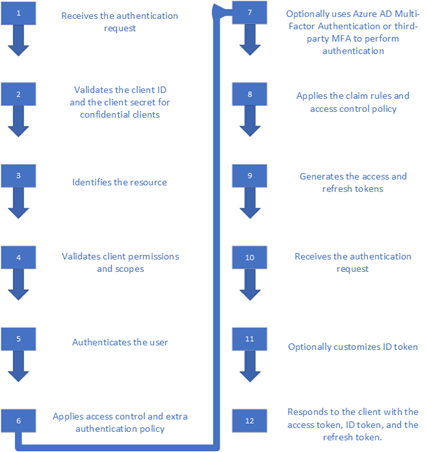 1
Receives the authentication
request
2
Validates the client ID
and the client secret for
confidential clients
3
Identifies the resource
4
Validates client permissions
and scopes
5
Authenticates the user
6
Applies access control and extra
authentication policy
7
Optionally uses Azure AD Multi-
Factor Authentication or third-
party MFA to perform
authentication
8
Applies the claim rules and
access control policy
9
Generates the access and
refresh tokens
10
Receives the authentication
request
11
Optionally customizes ID token
12
Responds to the client with the
access token, ID token, and the
refresh token.